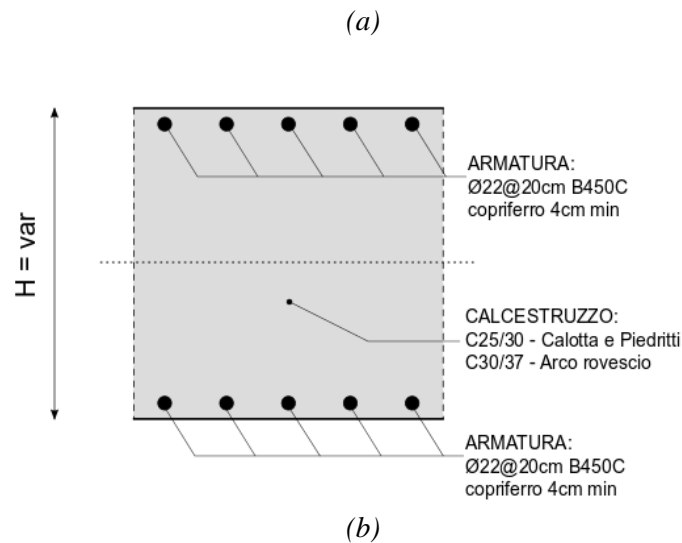 (a)
ARMATURA:
Ø22@20cm B450C
copriferro 4cm min
H = var
CALCESTRUZZO:
C25/30 - Calotta e Piedritti
C30/37 - Arco rovescio
ARMATURA:
Ø22@20cm B450C
copriferro 4cm min
(b)